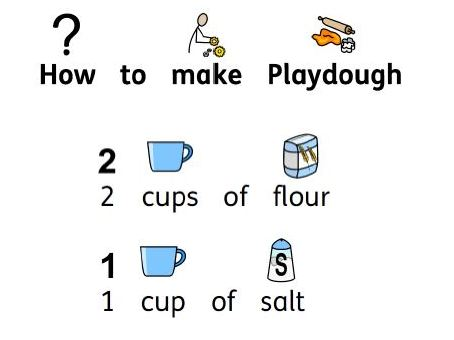 ?
How to make Playdough
2
2 cups of flour
1 S
1 cup of salt